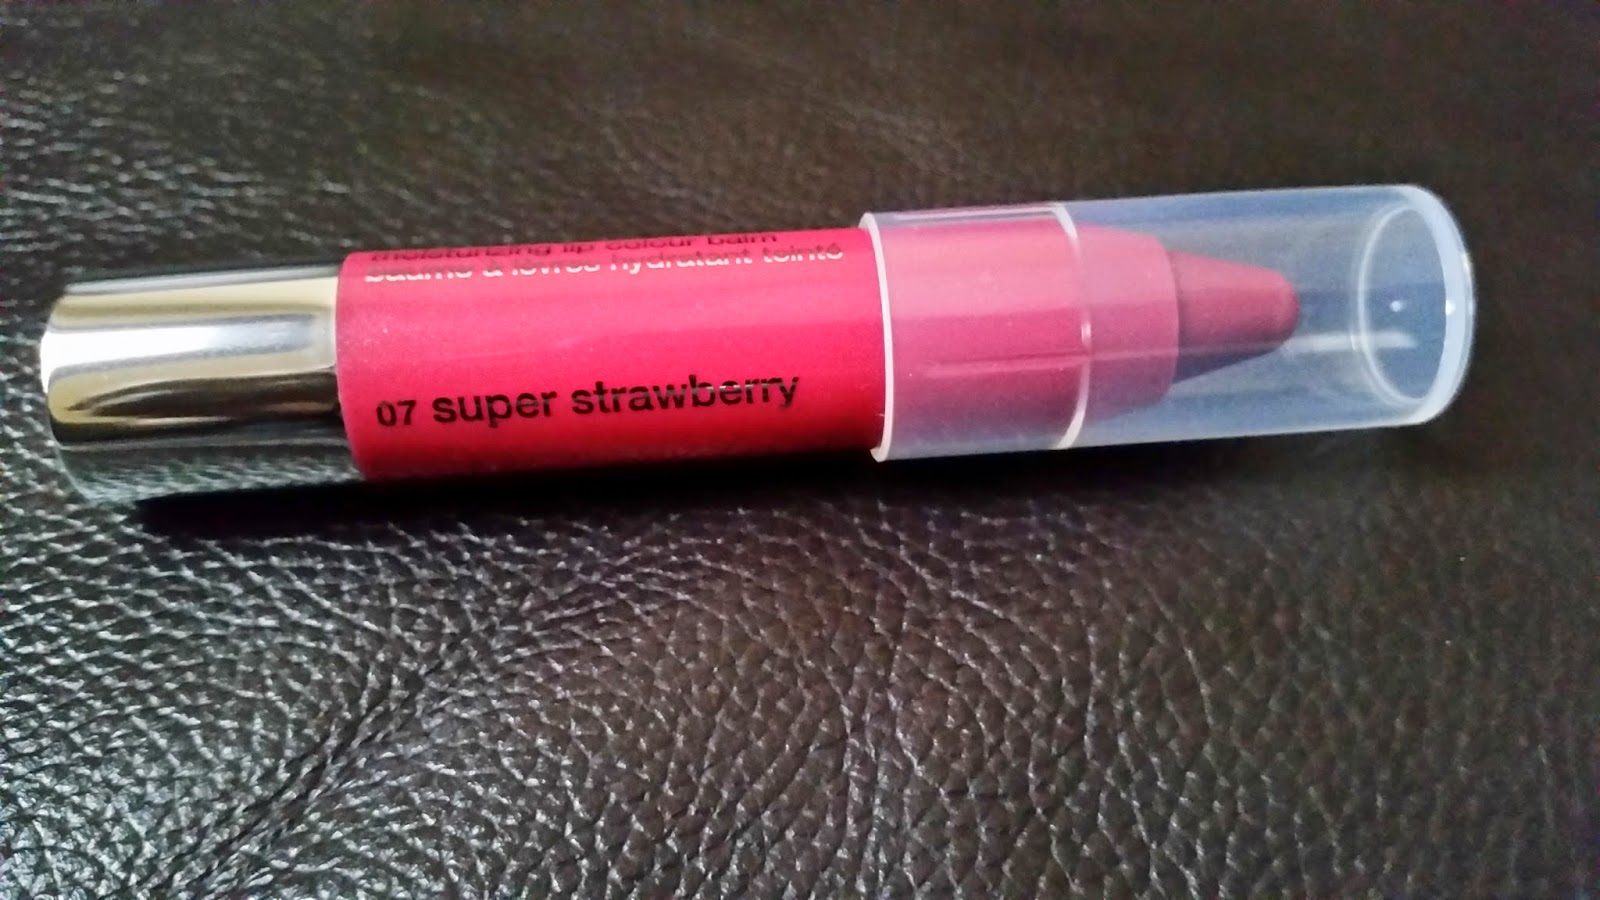 moisturizing lip colour balm
baume à lèvres hydratant teinté
07 super strawberry